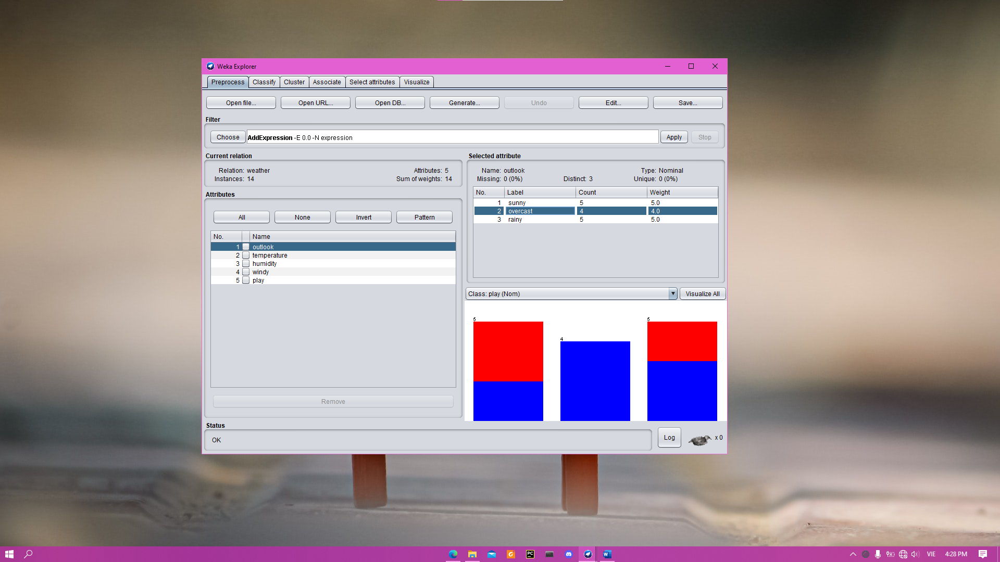 Weka Explorer
Preprocess Classify Cluster Associate Select attributes Visualize
Open file... Open URL... Open DB... Generate... Undo Edit... Save...
Filter
Choose AddExpression -E 0.0 -N expression Apply Stop
Current relation
Relation: weather Attributes: 5
Instances: 14 Sum of weights: 14
Attributes
All None Invert Pattern
No. Name
1 outlook
2 temperature
3 humidity
4 windy
5 play
Remove
Selected attribute
Name: outlook Type: Nominal
Missing: 0 (0%) Distinct: 3 Unique: 0 (0%)
No. Label Count Weight
1 sunny 5 5.0
2 overcast 4 4.0
3 rainy 5 5.0
Class: play (Nom) Visualize All
5 4 5
Status
OK
Log x 0
PC W VIE 4:28 PM